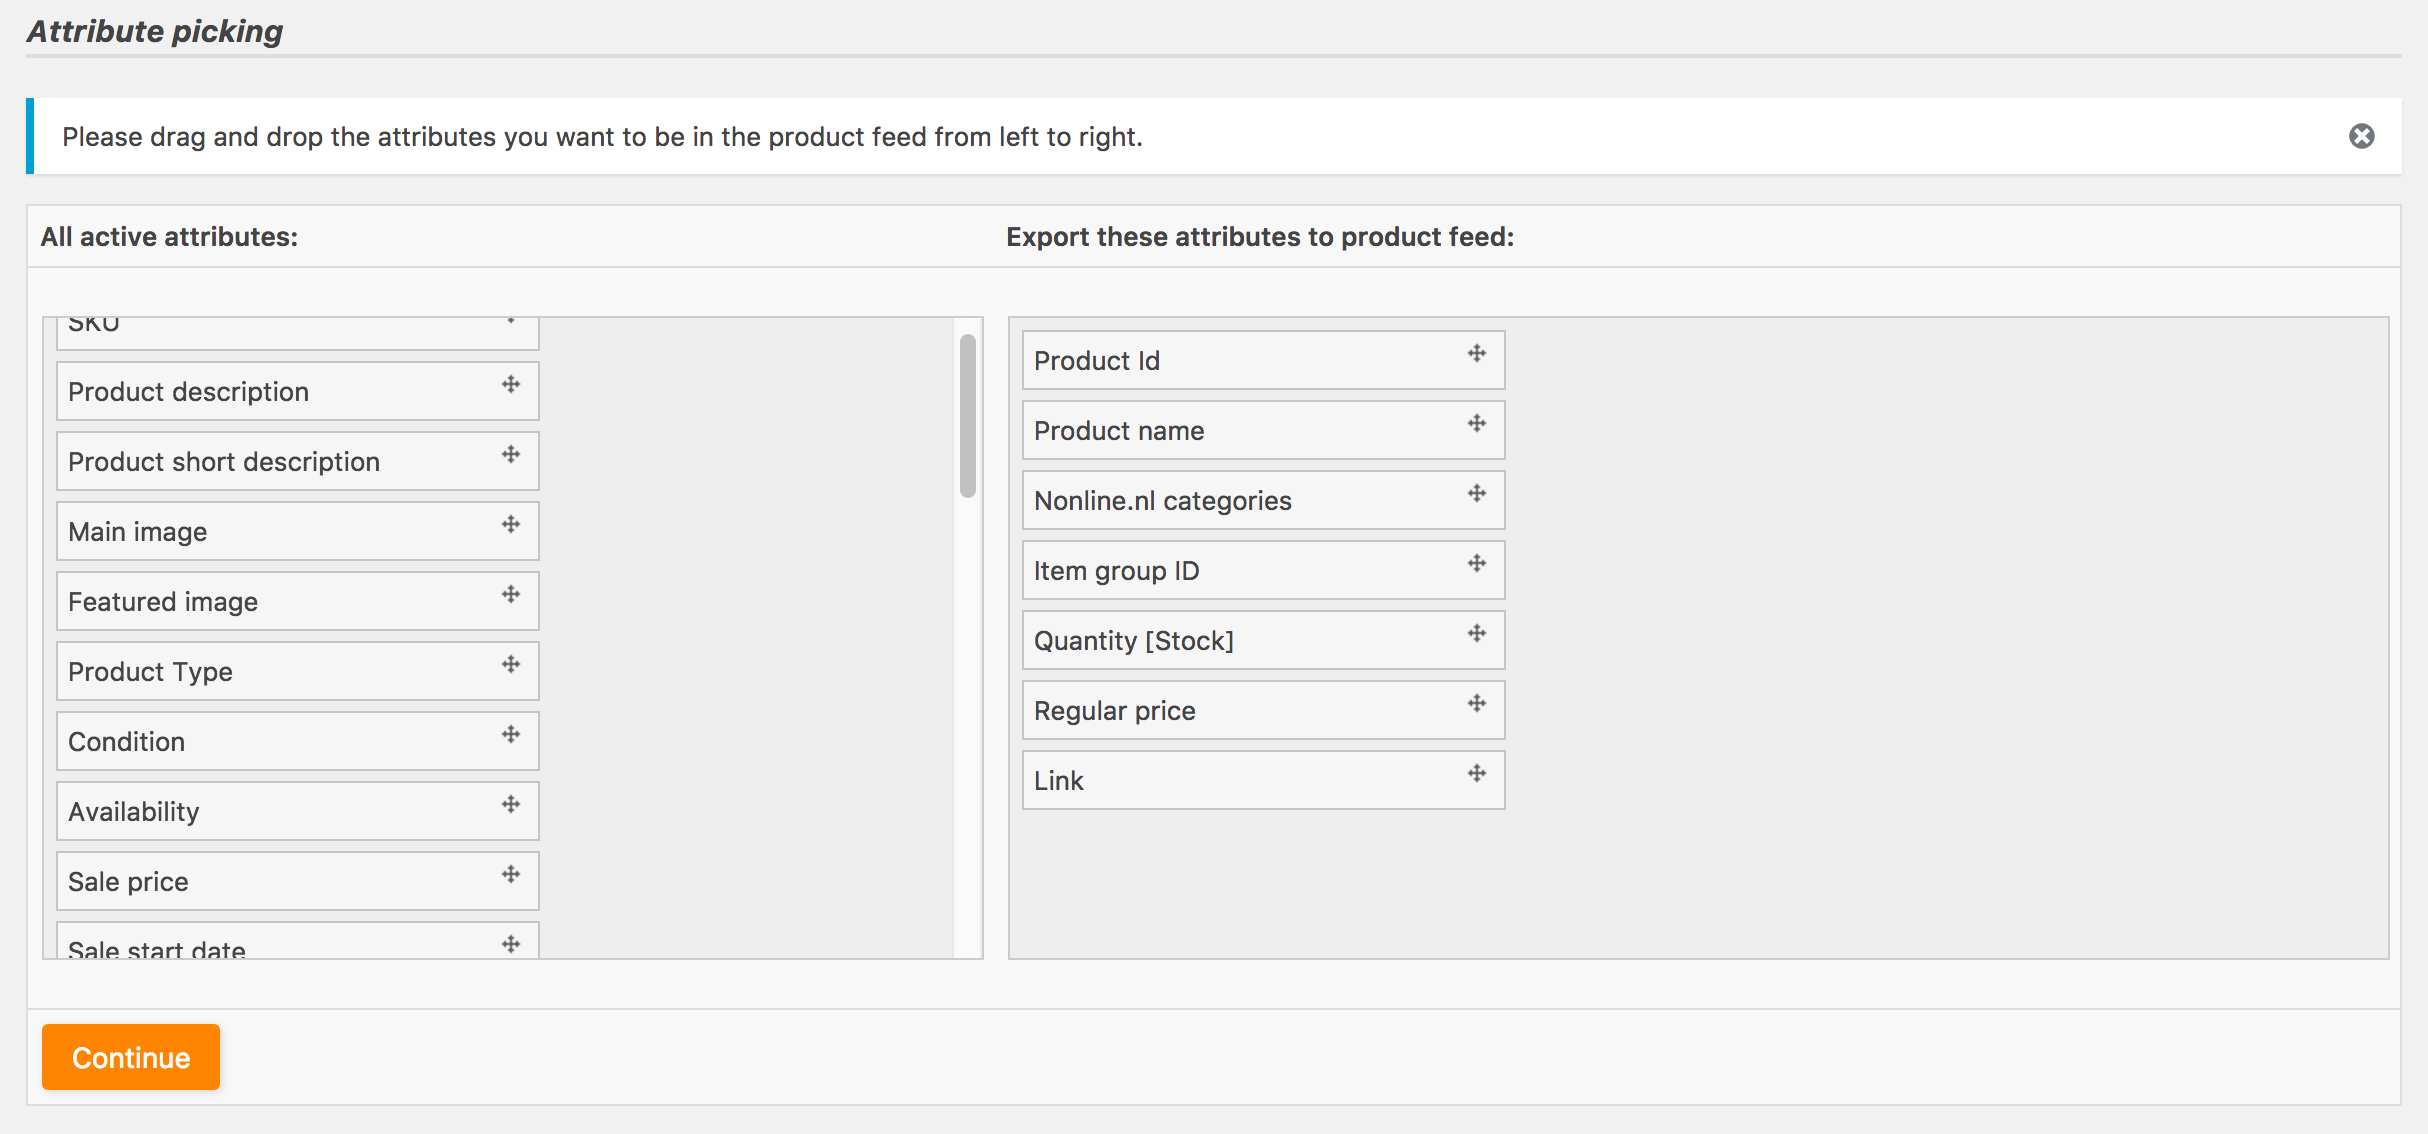 Attribute picking
Please drag and drop the attributes you want to be in the product feed from left to right.
All active attributes:
Export these attributes to product feed:
SKU
Product description
Product short description
Main image
Featured image
Product Type
Condition
Availability
Sale price
Sale start date
Product Id
Product name
Nonline.nl categories
Item group ID
Quantity [Stock]
Regular price
Link
Continue